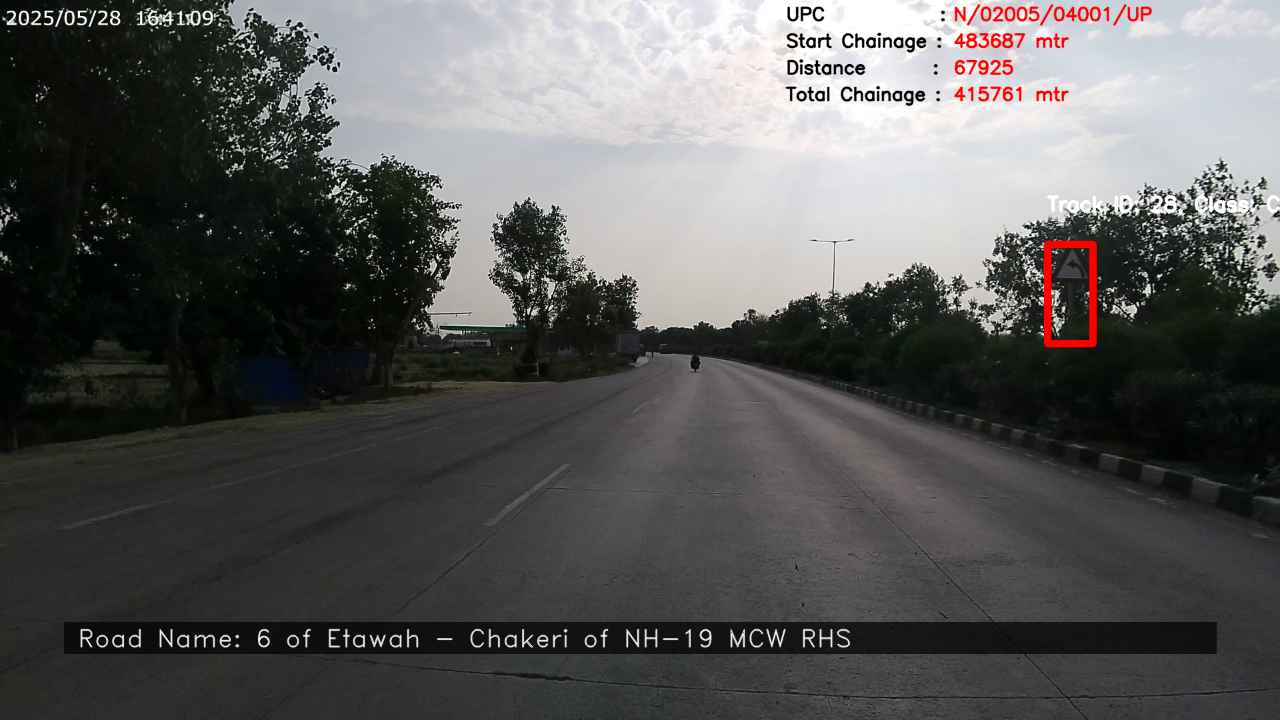 2025/05/28 16:41:09
UPC : N/02005/04001/UP
Start Chainage : 483687 mtr
Distance : 67925
Total Chainage : 415761 mtr
Track ID: 28, Class: C
Road Name: 6 of Etawah - Chakeri of NH-19 MCW RHS